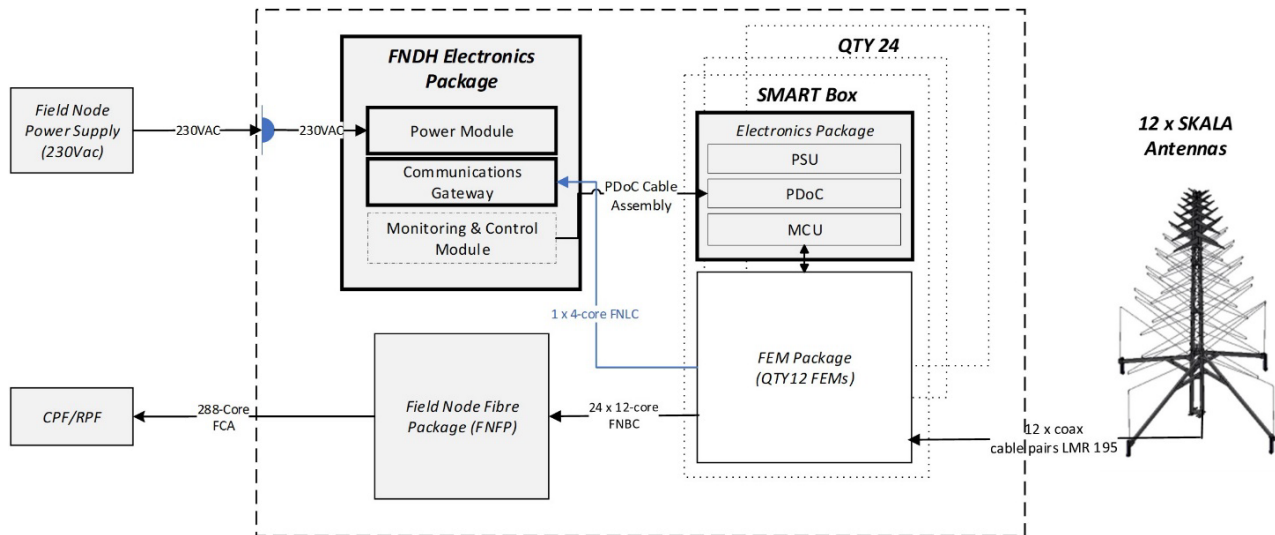 QTY 24
FNDH Electronics
Package
SMART Box
Field Node
Power Supply
(230Vac)
230VAC
230VAC
Power Module
Electronics Package
12 x SKALA
Antennas
PSU
Communications
Gateway
PDoC Cable
Assembly
PDoC
Monitoring & Control
Module
MCU
1 x 4-core FNLC
FEM Package
(QTY12 FEMs)
CPF/RPF
288-Core
FCA
Field Node Fibre
Package (FNFP)
24 x 12-core
FNBC
12 x coax
cable pairs LMR 195